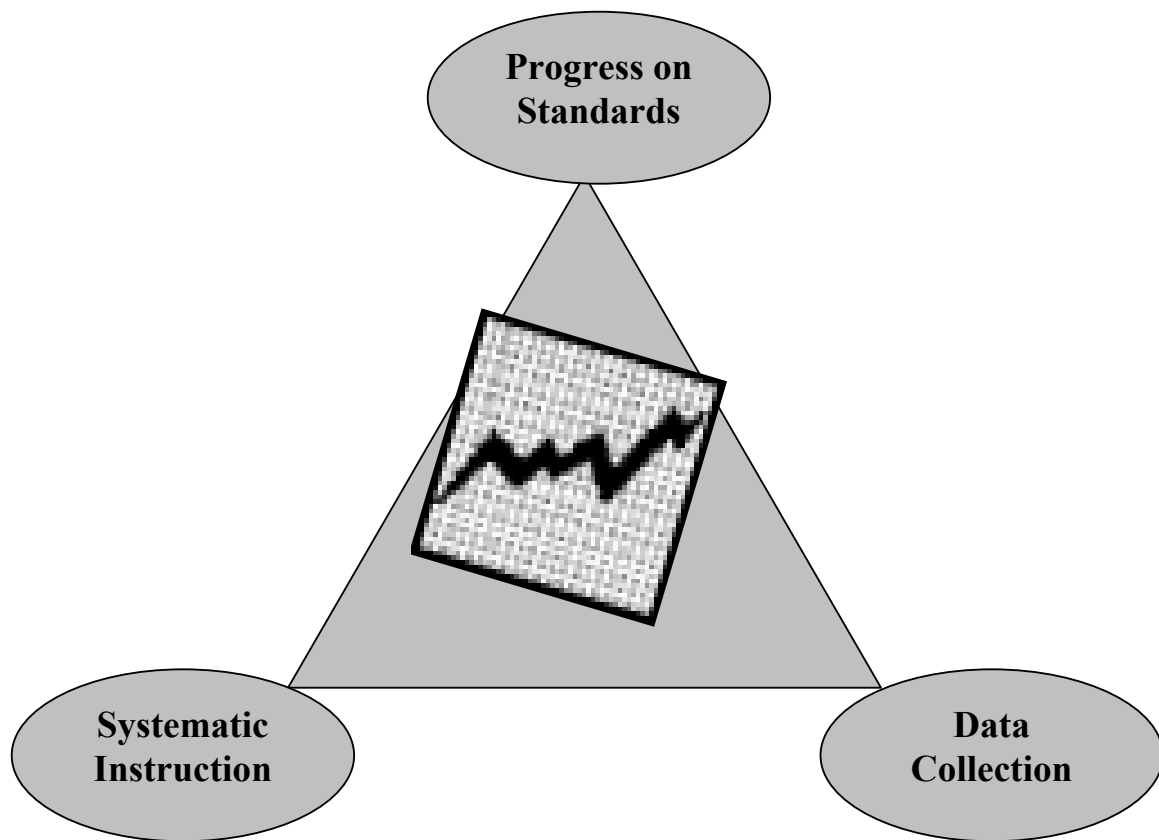 Progress on
Standards
Systematic
Instruction
Data
Collection